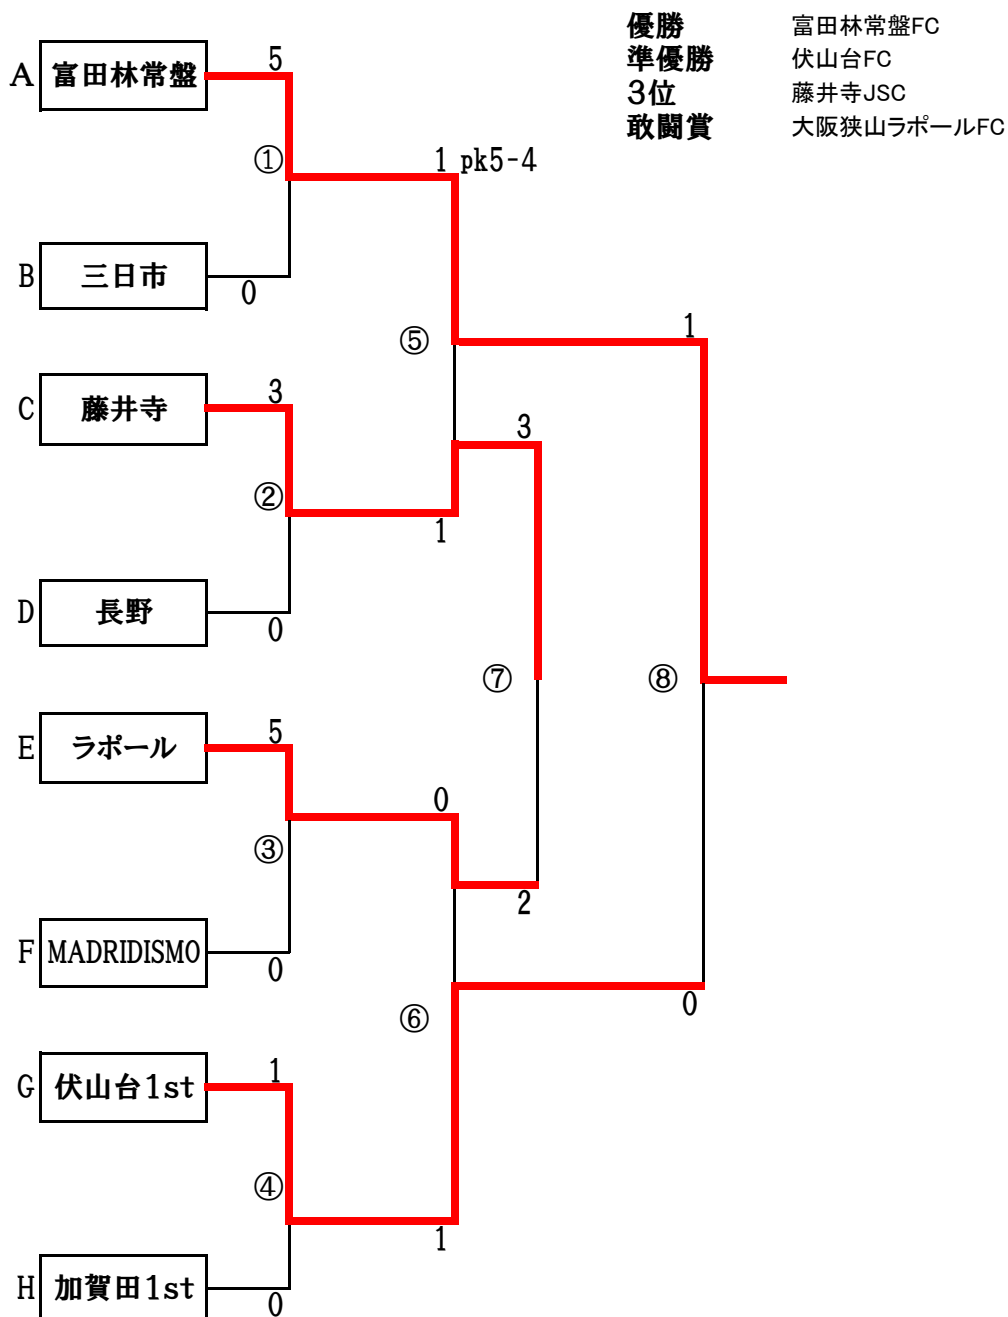 優勝 富田林常盤FC
準優勝 伏山台FC
3位 藤井寺JSC
敢闘賞 大阪狭山ラポールFC
5
A 富田林常盤
①
1 pk5-4
B 三日市
0
⑤
1
C 藤井寺
3
3
②
1
D 長野
0
⑦
⑧
E ラポール
5
0
③
2
F MADRIDISMO
0
⑥
0
G 伏山台1st
1
④
1
H 加賀田1st
0